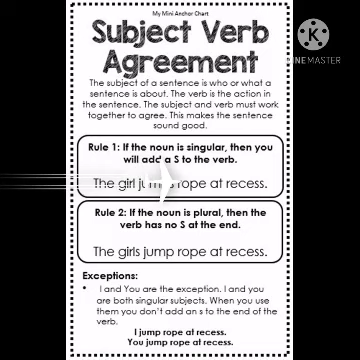 My Mini Anchor Chart
Subject Verb
Agreement
The subject of a sentence is who or what a
sentence is about. The verb is the action in
the sentence. The subject and verb must work
together to agree. This makes the sentence
sound good.
Rule 1: If the noun is singular, then you
will add a S to the verb.
The girl jumps rope at recess.
Rule 2: If the noun is plural, then the
verb has no S at the end.
The girls jump rope at recess.
Exceptions:
• I and You are the exception. I and you
are both singular subjects. When you use
them you don't add an s to the end of the
verb.
I jump rope at recess.
You jump rope at recess.
K
INEMASTER